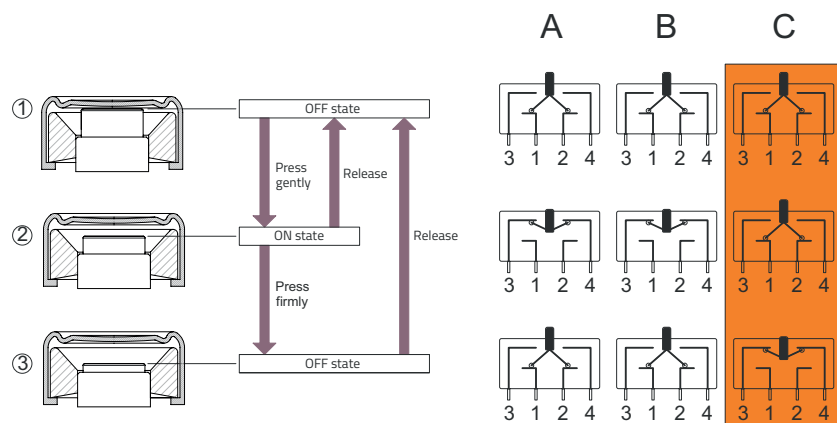 A B C
① OFF state
3 1 2 4 3 1 2 4 3 1 2 4
Press
gently
Release
② ON state
Release
3 1 2 4 3 1 2 4 3 1 2 4
Press
firmly
③ OFF state
3 1 2 4 3 1 2 4 3 1 2 4